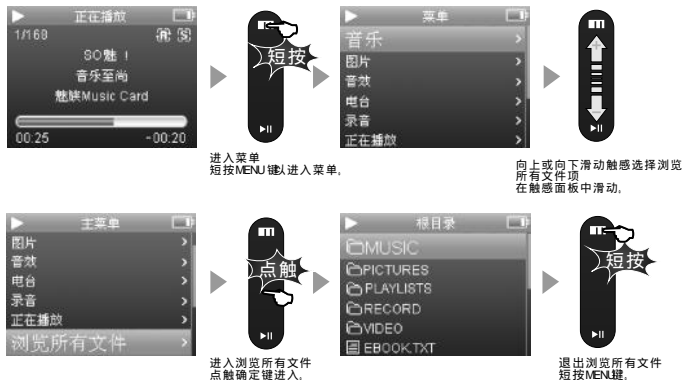 正在播放
1/168
SO魅！
音乐至尚
魅族Music Card
00:25
-00:20
m
短按
▶II
进入菜单
短按MENU键以进入菜单。
菜单
音乐
图片
音效
电台
录音
正在播放
+
-
▶II
向上或向下滑动触感选择浏览
所有文件项
在触感面板中滑动。
主菜单
图片
音效
电台
录音
正在播放
浏览所有文件
m
点触
▶II
进入浏览所有文件
点触确定键进入。
根目录
MUSIC
PICTURES
PLAYLISTS
RECORD
VIDEO
EBOOK.TXT
m
短按
▶II
退出浏览所有文件
短按MENU键。